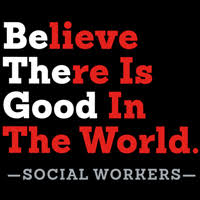 Believe
There Is
Good In
The World.
—SOCIAL WORKERS—